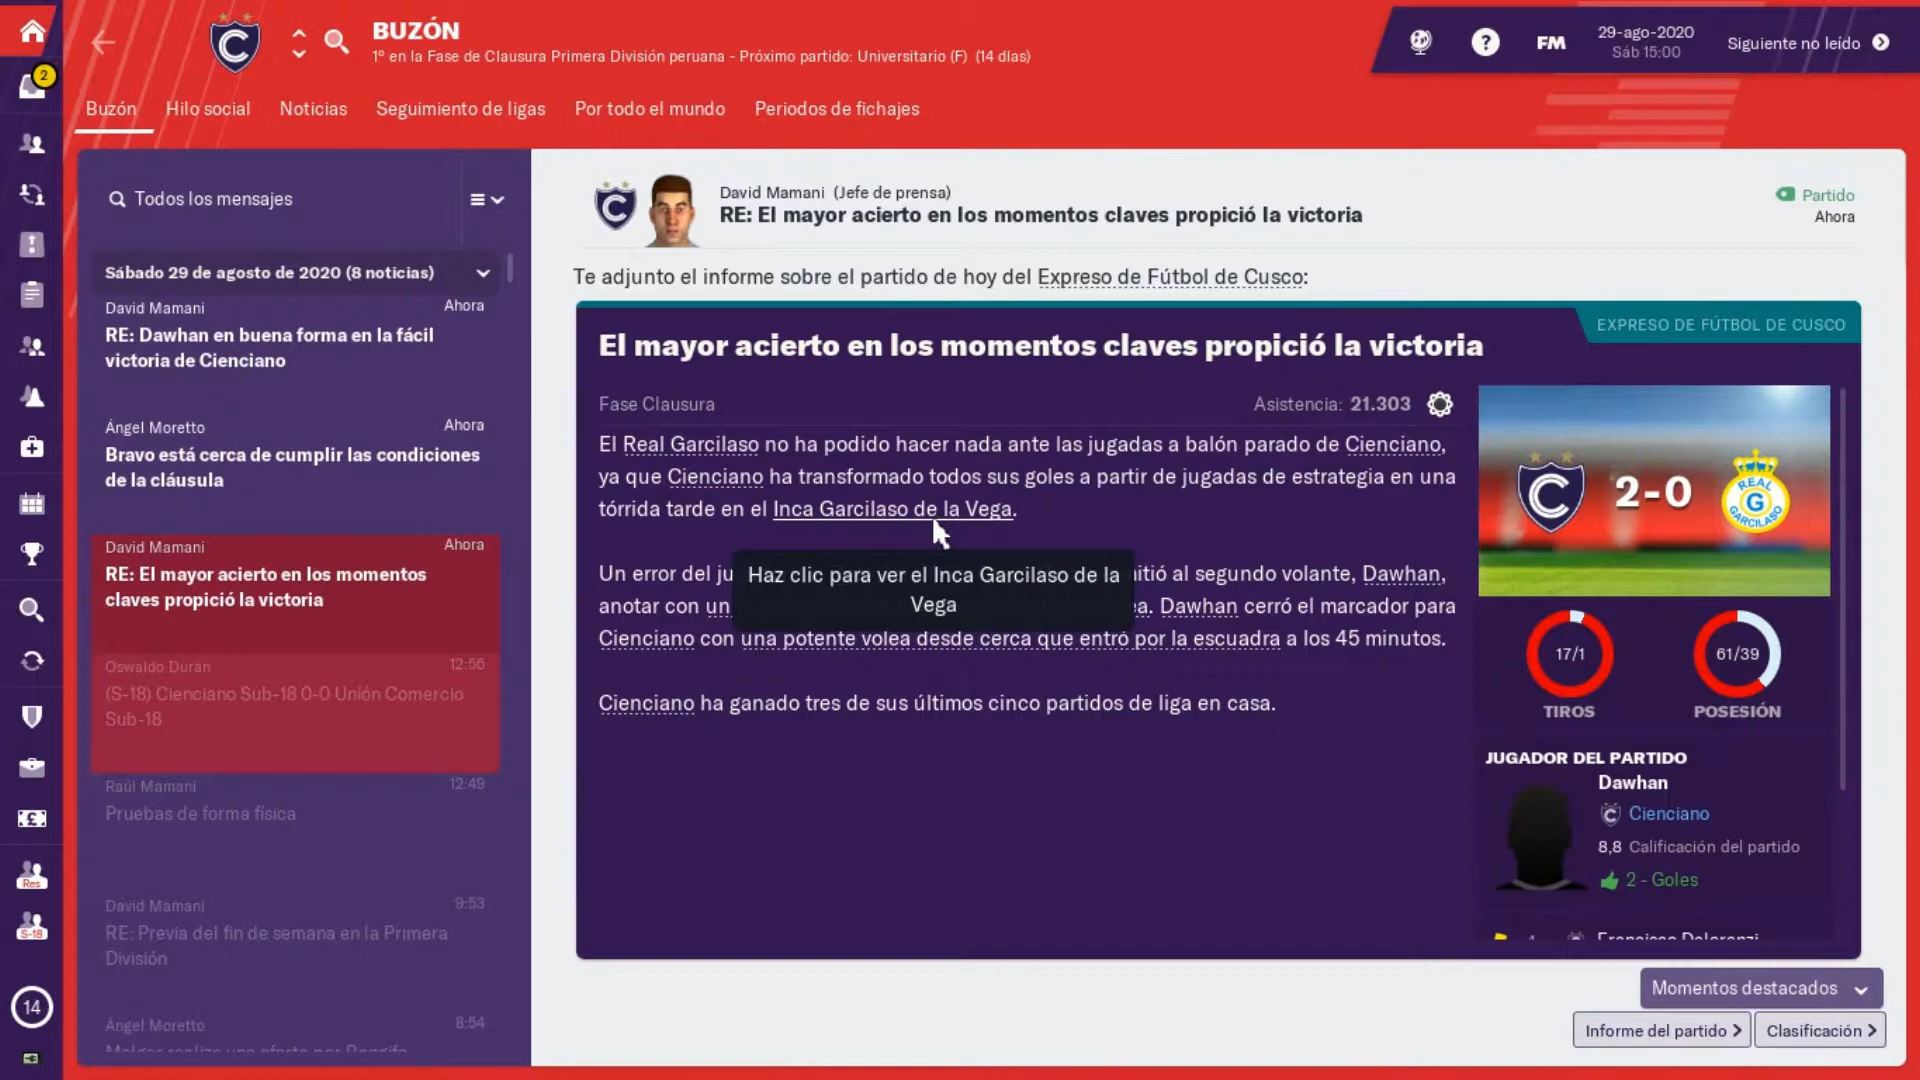 BUZÓN
1º en la Fase de Clausura Primera División peruana - Próximo partido: Universitario (F) (14 días)
FM
29-ago-2020
Sáb 15:00
Siguiente no leído
2
Buzón
Hilo social
Noticias
Seguimiento de ligas
Por todo el mundo
Periodos de fichajes
Todos los mensajes
Sábado 29 de agosto de 2020 (8 noticias)
David Mamani
Ahora
RE: Dawhan en buena forma en la fácil
victoria de Cienciano
Ángel Moretto
Ahora
Bravo está cerca de cumplir las condiciones
de la cláusula
David Mamani
Ahora
RE: El mayor acierto en los momentos
claves propició la victoria
Oswaldo Duran
12:56
(S-18) Cienciano Sub-18 0-0 Unión Comercio
Sub-18
Raúl Mamani
12:49
Pruebas de forma física
David Mamani
9:53
RE: Previa del fin de semana en la Primera
División
Ángel Moretto
8:54
Res
S-18
14
David Mamani (Jefe de prensa)
RE: El mayor acierto en los momentos claves propició la victoria
Partido
Ahora
Te adjunto el informe sobre el partido de hoy del Expreso de Fútbol de Cusco:
EXPRESO DE FÚTBOL DE CUSCO
El mayor acierto en los momentos claves propició la victoria
Fase Clausura
Asistencia: 21.303
El Real Garcilaso no ha podido hacer nada ante las jugadas a balón parado de Cienciano,
ya que Cienciano ha transformado todos sus goles a partir de jugadas de estrategia en una
tórrida tarde en el Inca Garcilaso de la Vega.
Un error del ju
itió al segundo volante, Dawhan,
anotar con un
a. Dawhan cerró el marcador para
Cienciano con una potente volea desde cerca que entró por la escuadra a los 45 minutos.
Haz clic para ver el Inca Garcilaso de la
Vega
Cienciano ha ganado tres de sus últimos cinco partidos de liga en casa.
2-0
REAL
G
GARCILASO
17/1
TIROS
61/39
POSESIÓN
JUGADOR DEL PARTIDO
Dawhan
Cienciano
8,8 Calificación del partido
2 - Goles
Momentos destacados
Informe del partido
Clasificación